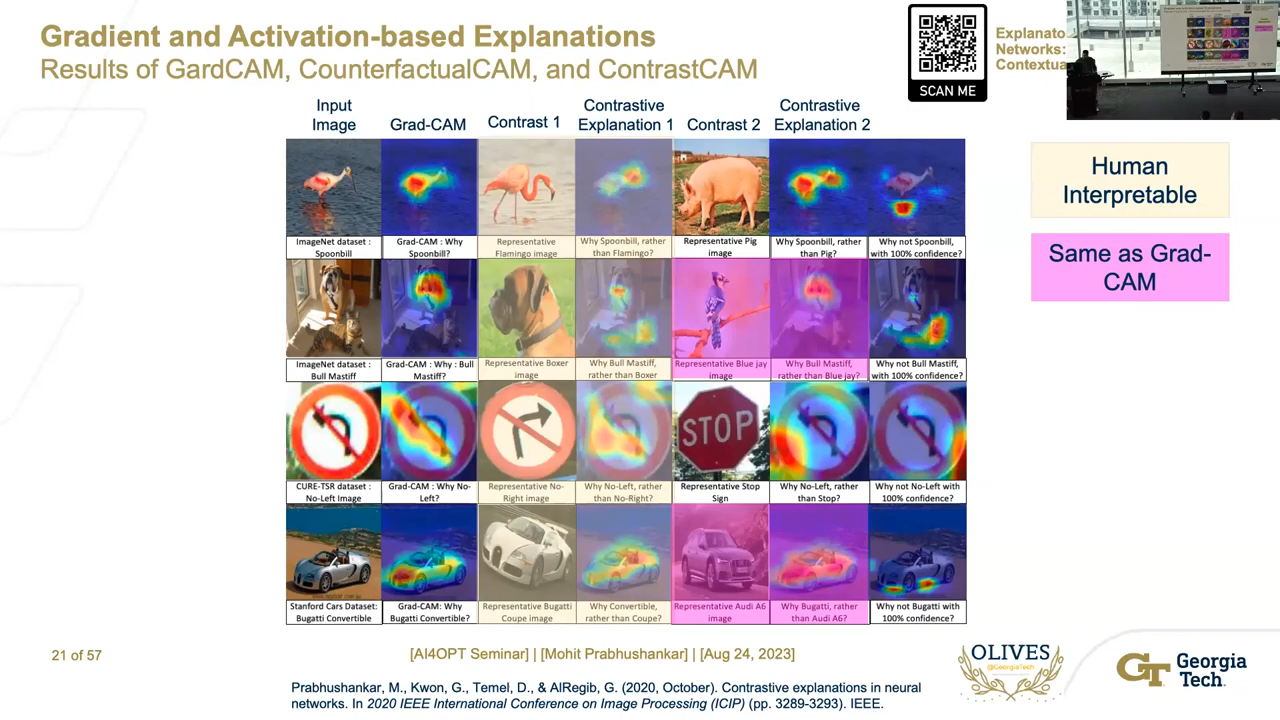 Gradient and Activation-based Explanations
Results of GardCAM, CounterfactualCAM, and ContrastCAM
SCAN ME
Explanato
Networks:
Contextua
Input
Image
Grad-CAM
Contrast 1
Contrastive
Explanation 1
Contrast 2
Contrastive
Explanation 2
Human
Interpretable
Same as Grad-
CAM
ImageNet dataset :
Spoonbill
Grad-CAM : Why
Spoonbill?
Representative
Flamingo image
Why Spoonbill, rather
than Flamingo?
Representative Pig
image
Why Spoonbill, rather
than Pig?
Why not Spoonbill,
with 100% confidence?
ImageNet dataset :
Bull Mastiff
Grad-CAM : Why : Bull
Mastiff?
Representative Boxer
image
Why Bull Mastiff,
rather than Boxer
Representative Blue jay
image
Why Bull Mastiff,
rather than Blue jay?
Why not Bull Mastiff,
with 100% confidence?
STOP
CURE-TSR dataset :
No-Left Image
Grad-CAM : Why No-
Left?
Representative No-
Right image
Why No-Left, rather
than No-Right?
Representative Stop
Sign
Why No-Left, rather
than Stop?
Why not No-Left with
100% confidence?
Stanford Cars Dataset:
Bugatti Convertible
Grad-CAM: Why
Bugatti Convertible?
Representative Bugatti
Coupe image
Why Convertible,
rather than Coupe?
Representative Audi A6
image
Why Bugatti, rather
than Audi A6?
Why not Bugatti with
100% confidence?
21 of 57
[AI4OPT Seminar] | [Mohit Prabhushankar] | [Aug 24, 2023]
OLIVES
@GeorgiaTech
GT
Georgia
Tech
Prabhushankar, M., Kwon, G., Temel, D., & AlRegib, G. (2020, October). Contrastive explanations in neural
networks. In 2020 IEEE International Conference on Image Processing (ICIP) (pp. 3289-3293). IEEE.